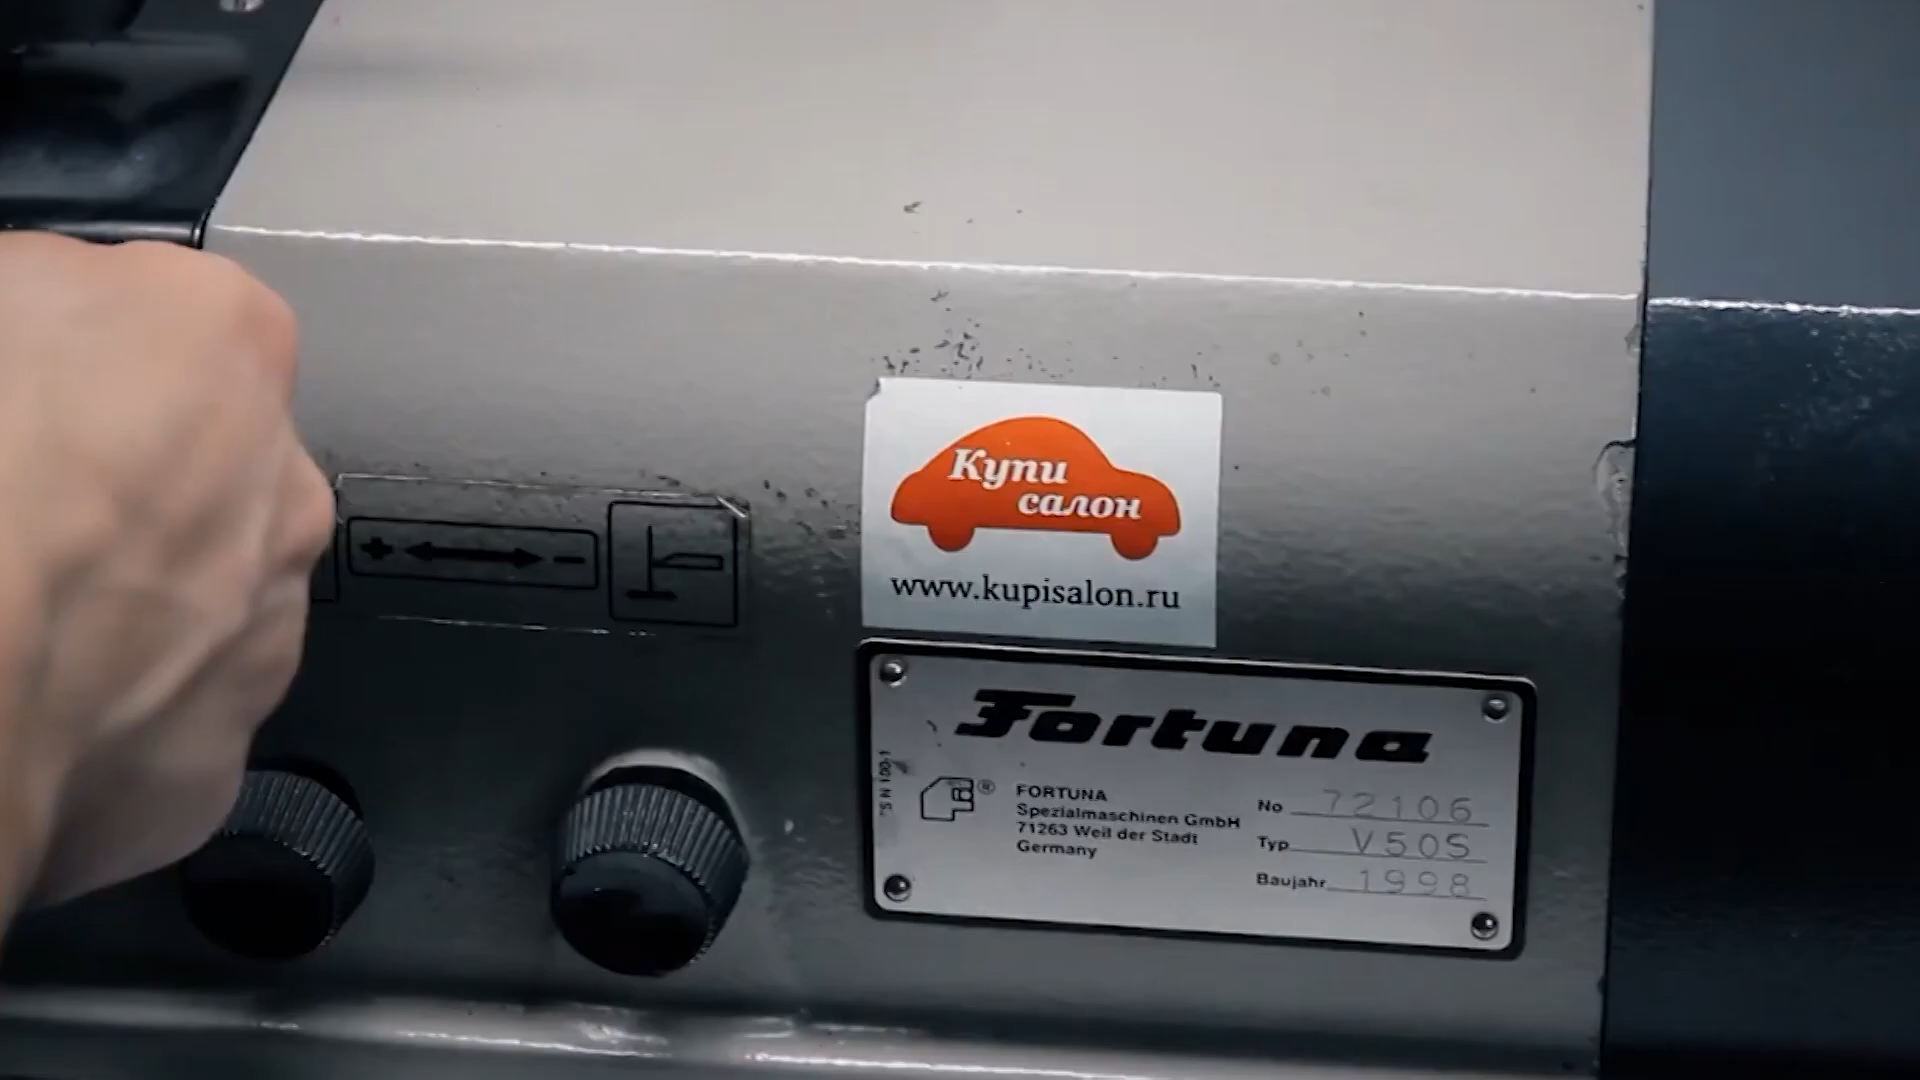 Купи
салон
www.kupisalon.ru
+ -
Fortuna
FORTUNA
Spezialmaschinen GmbH
71263 Weil der Stadt
Germany
No 72106
Typ V50S
Baujahr 1998